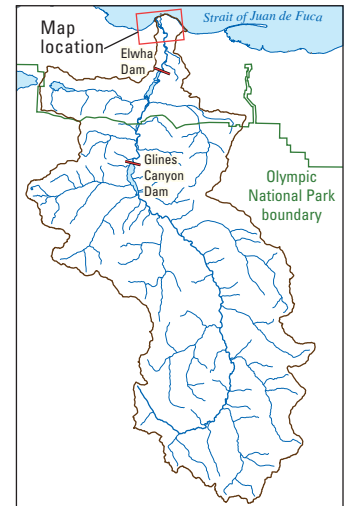 Strait of Juan de Fuca
Map
location
Elwha
Dam
Glines
Canyon
Dam
Olympic
National Park
boundary